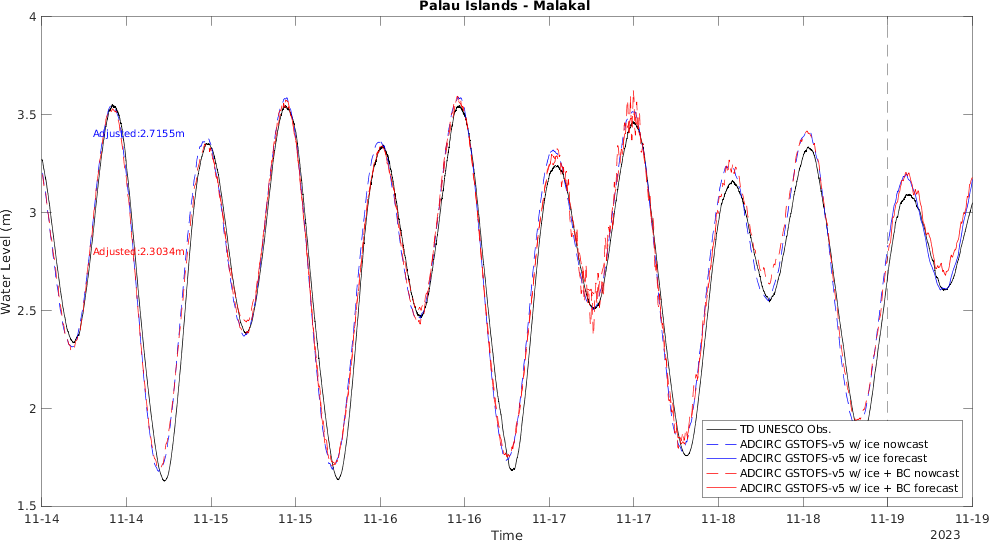 Palau Islands - Malakal
4
3.5
3
2.5
2
1.5
Water Level (m)
Adjusted:2.7155m
Adjusted:2.3034m
TD UNESCO Obs.
ADCIRC GSTOFS-v5 w/ ice nowcast
ADCIRC GSTOFS-v5 w/ ice forecast
ADCIRC GSTOFS-v5 w/ ice + BC nowcast
ADCIRC GSTOFS-v5 w/ ice + BC forecast
11-14 11-14 11-15 11-15 11-16 11-16 11-17 11-17 11-18 11-18 11-19 11-19
Time
2023